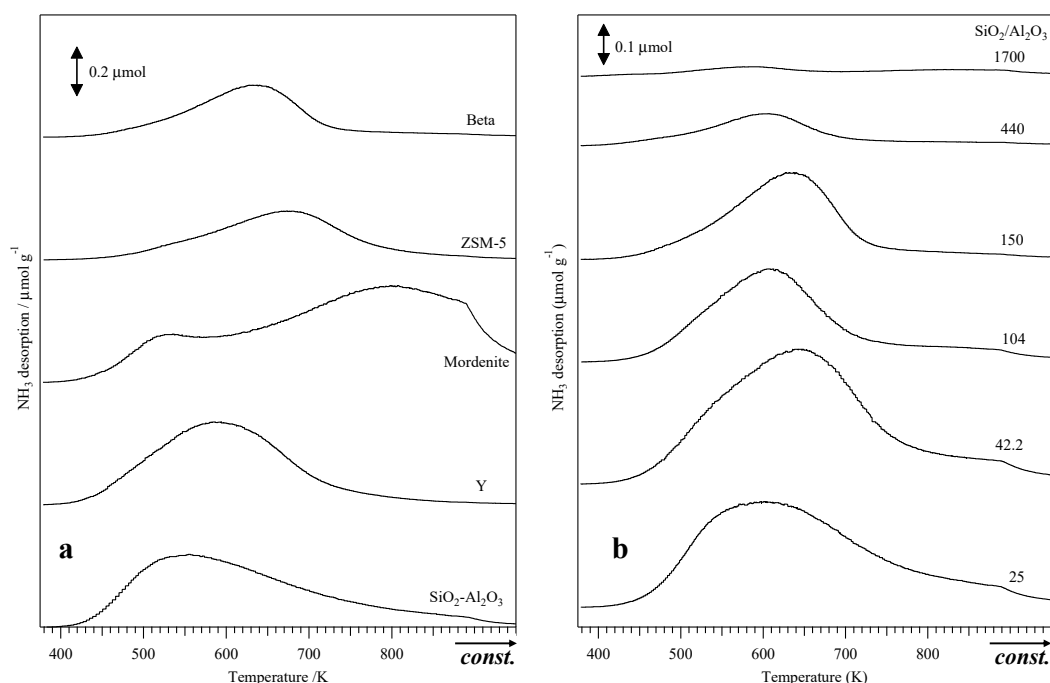 0.2 μmol
Beta
ZSM-5
Mordenite
Y
SiO₂-Al₂O₃
a
NH₃ desorption / μmol g⁻¹
400 500 600 700 800
const.
Temperature /K
0.1 μmol
SiO₂/Al₂O₃
1700
440
150
104
42.2
25
b
NH₃ desorption (μmol g⁻¹)
400 500 600 700 800
const.
Temperature (K)